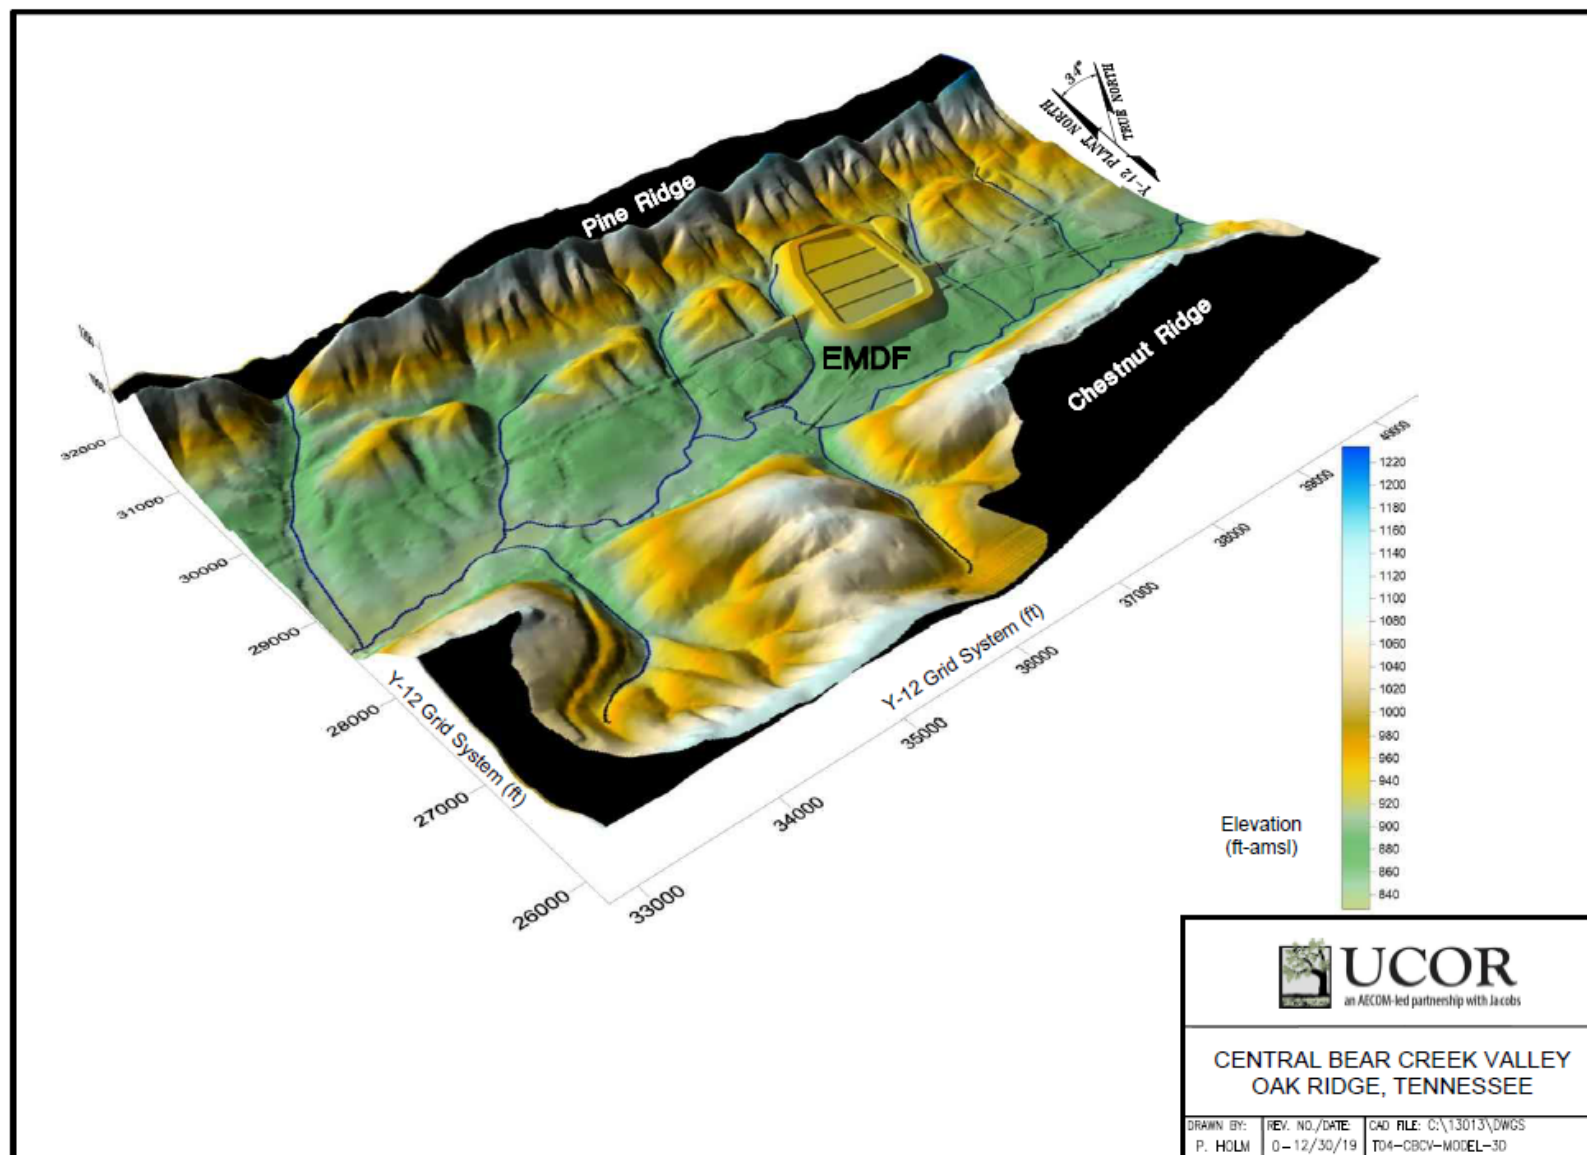 34°
TRUE NORTH
Y-12 PLANT NORTH
Pine Ridge
EMDF
Chestnut Ridge
32000
31000
30000
29000
28000
27000
26000
Y-12 Grid System (ft)
33000
34000
35000
36000
37000
38000
39000
40000
Y-12 Grid System (ft)
Elevation
(ft-amsl)
1220
1200
1180
1160
1140
1120
1100
1080
1060
1040
1020
1000
980
960
940
920
900
880
860
840
UCOR
an AECOM-led partnership with Jacobs
CENTRAL BEAR CREEK VALLEY
OAK RIDGE, TENNESSEE
DRAWN BY: REV. NO./DATE: CAD FILE: C:\13013\DWGS
P. HOLM 0-12/30/19 T04-CBCV-MODEL-3D